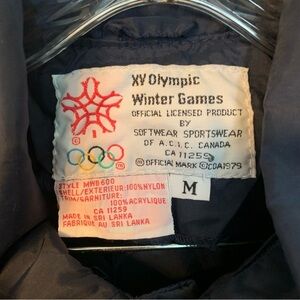 XV Olympic
Winter Games
OFFICIAL LICENSED PRODUCT
BY
SOFTWEAR SPORTSWEAR
OF A.C.I.C. CANADA
CA 11259
® OFFICIAL MARK © COA1979
M
STYLE MWB600
SHELL/EXTERIEUR:100%NYLON
TRIM/GARNITURE:
100%ACRYLIQUE
CA 11259
MADE IN SRI LANKA
FABRIQUE AU SRI LANKA